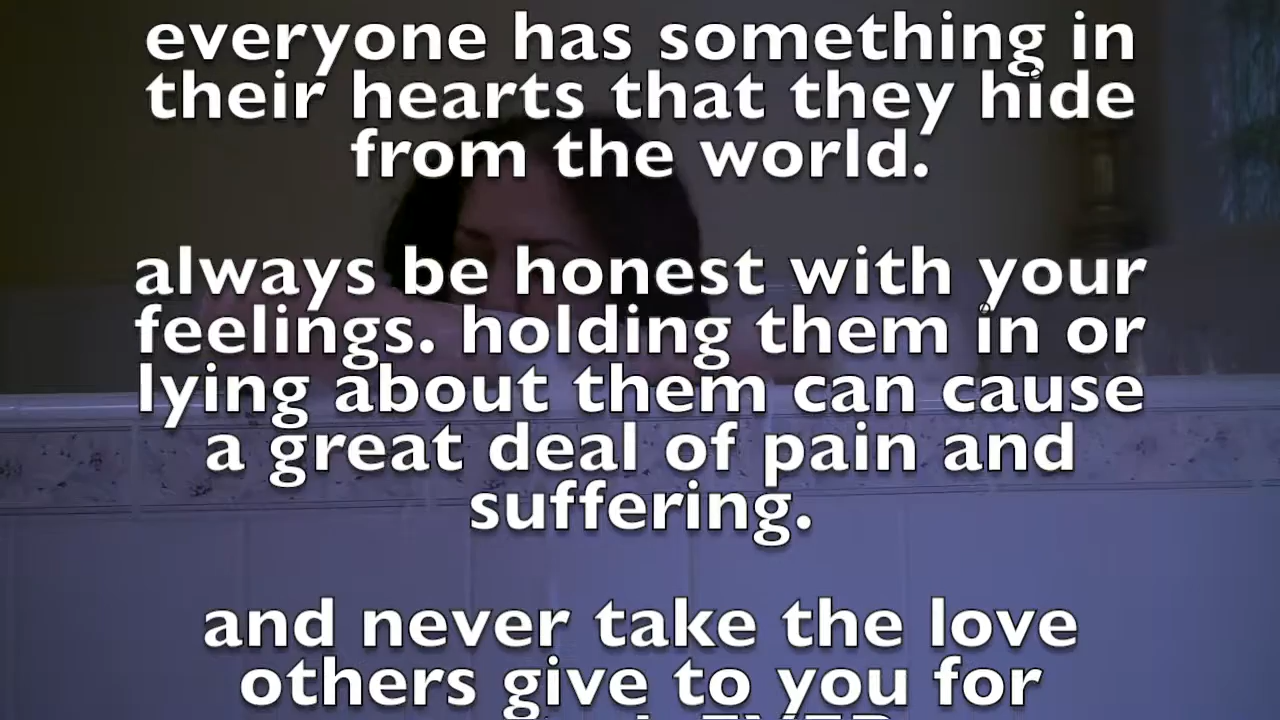 everyone has something in
their hearts that they hide
from the world.
always be honest with your
feelings. holding them in or
lying about them can cause
a great deal of pain and
suffering.
and never take the love
others give to you for